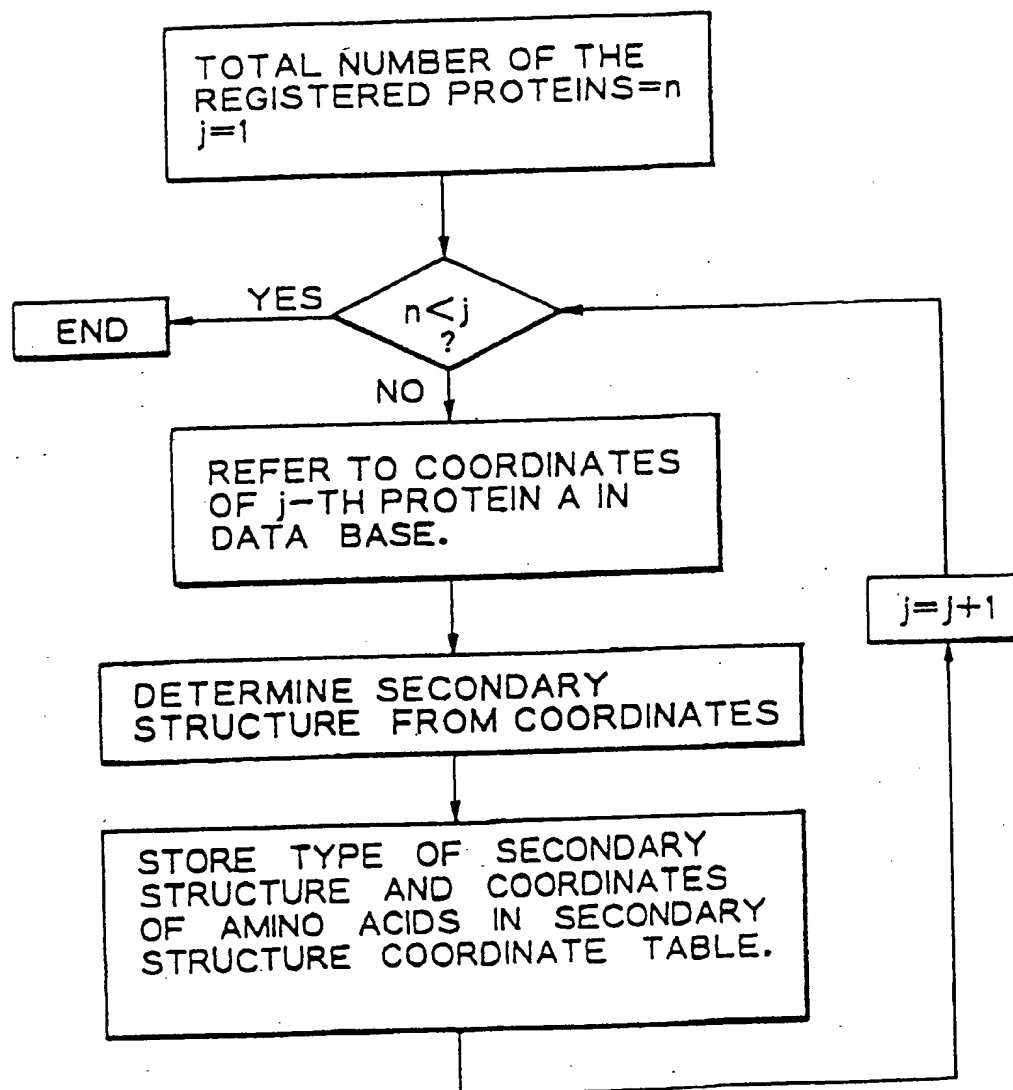 TOTAL NUMBER OF THE
REGISTERED PROTEINS=n
j=1
n<j
?
YES
END
NO
REFER TO COORDINATES
OF j-TH PROTEIN A IN
DATA BASE.
j=j+1
DETERMINE SECONDARY
STRUCTURE FROM COORDINATES
STORE TYPE OF SECONDARY
STRUCTURE AND COORDINATES
OF AMINO ACIDS IN SECONDARY
STRUCTURE COORDINATE TABLE.